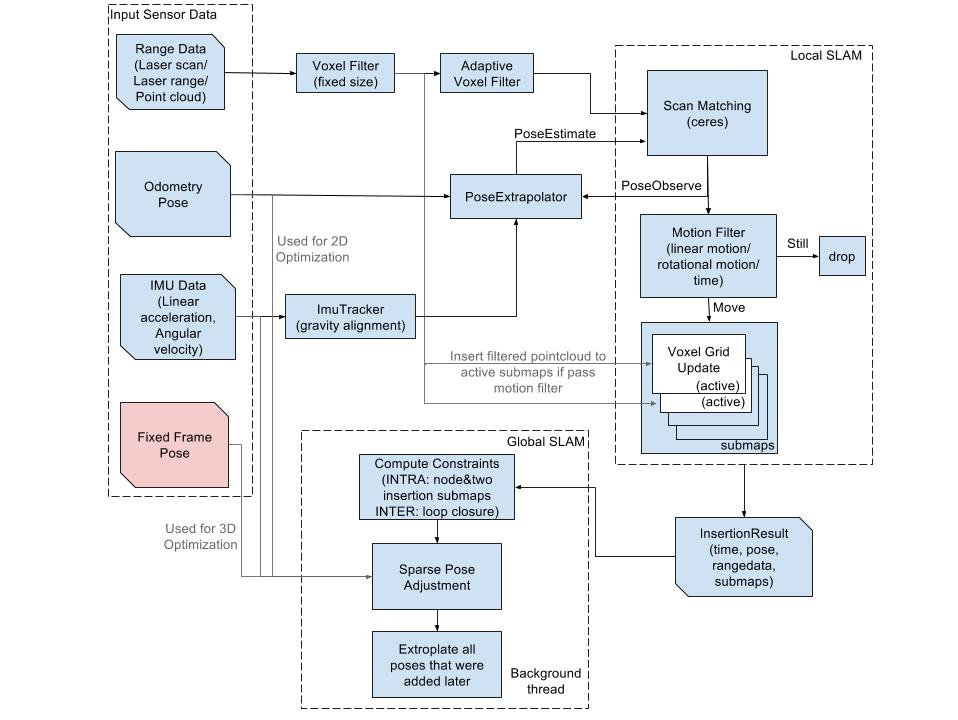 Input Sensor Data
Range Data
(Laser scan/
Laser range/
Point cloud)
Voxel Filter
(fixed size)
Adaptive
Voxel Filter
Local SLAM
Scan Matching
(ceres)
PoseEstimate
Odometry
Pose
PoseExtrapolator
PoseObserve
Used for 2D
Optimization
Motion Filter
(linear motion/
rotational motion/
time)
Still
drop
Move
IMU Data
(Linear
acceleration,
Angular
velocity)
ImuTracker
(gravity alignment)
Insert filtered pointcloud to
active submaps if pass
motion filter
Voxel Grid
Update
(active)
(active)
submaps
Fixed Frame
Pose
Used for 3D
Optimization
Global SLAM
Compute Constraints
(INTRA: node&two
insertion submaps
INTER: loop closure)
InsertionResult
(time, pose,
rangedata,
submaps)
Sparse Pose
Adjustment
Extroplate all
poses that were
added later
Background
thread